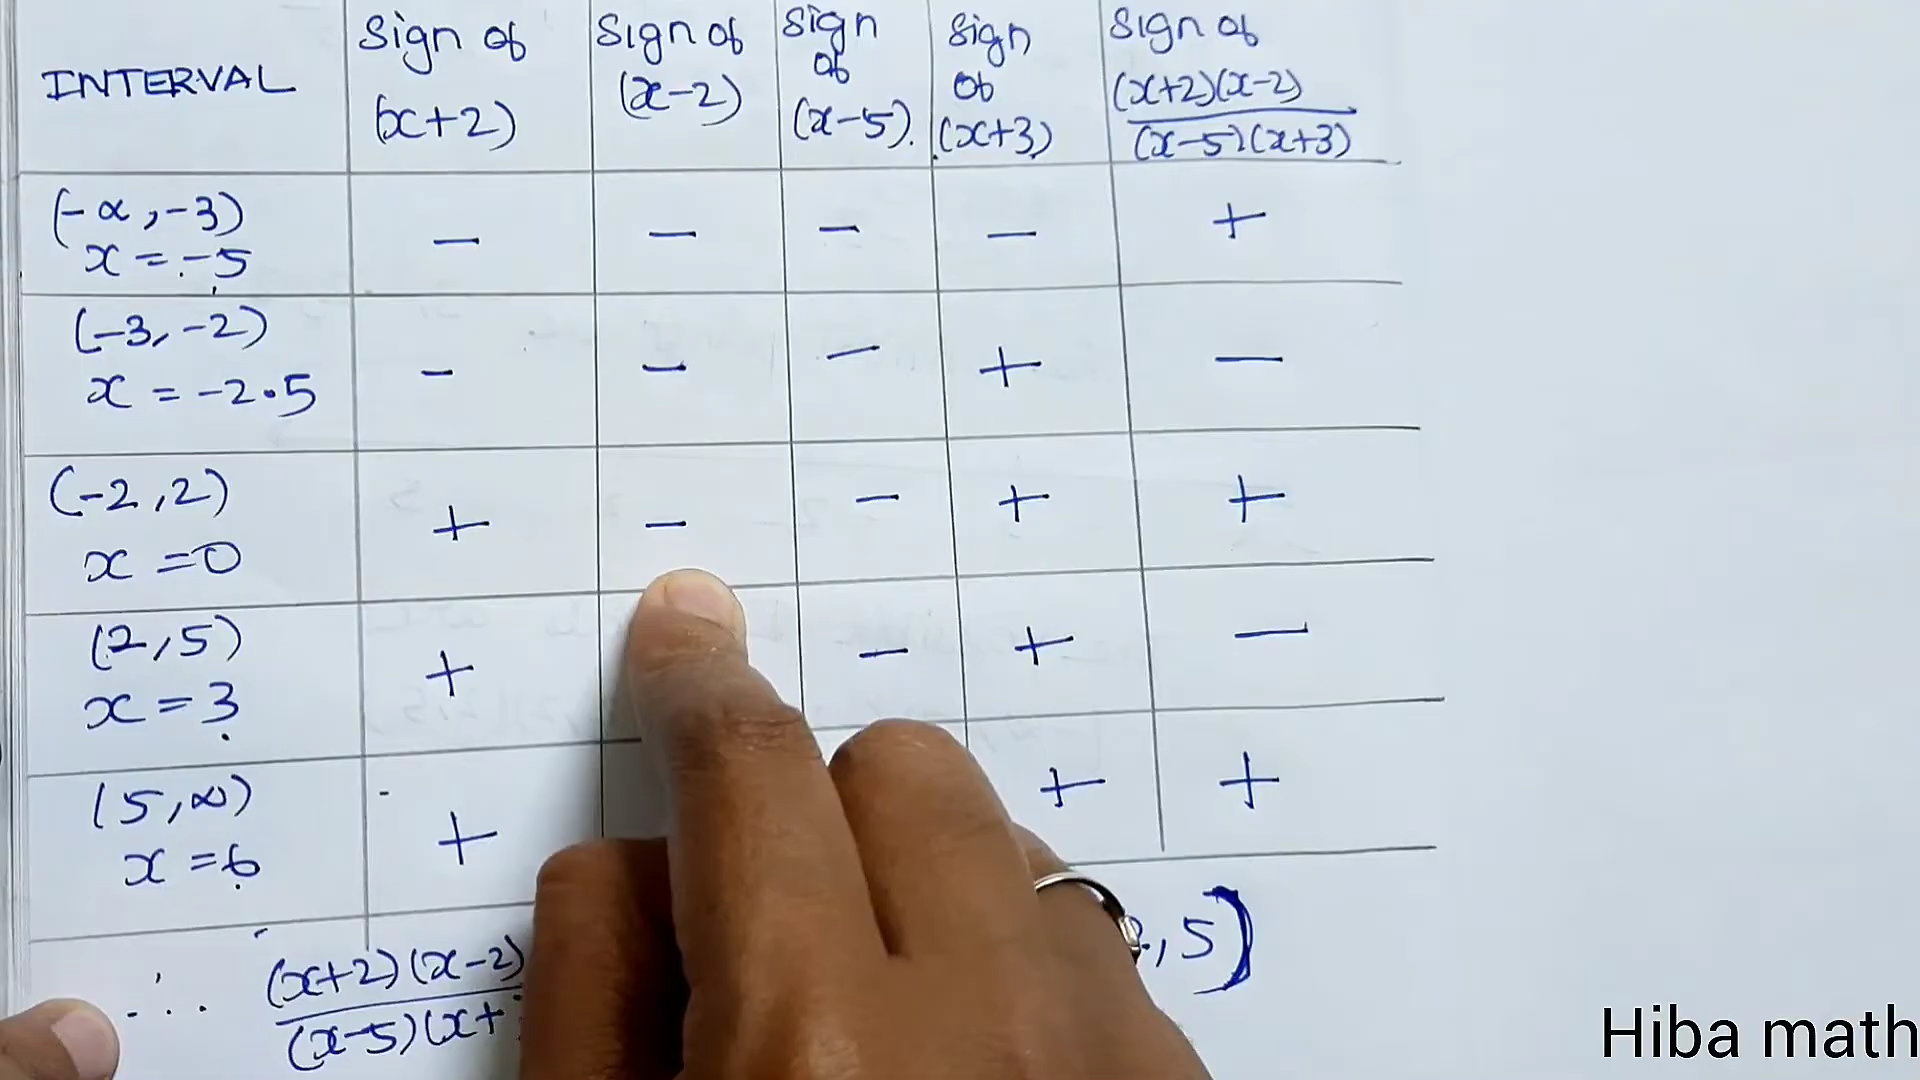 INTERVAL
Sign of
(x+2)
Sign of
(x-2)
Sign
of
(x-5).
Sign
of
(x+3)
Sign of
(x+2)(x-2)
(x-5)(x+3)
(-α,-3)
x = -5
- - - - +
(-3,-2)
x = -2.5
- - - + -
(-2,2)
x = 0
+ - - + +
(2,5)
x = 3
+ - + -
(5,∞)
x = 6
+ + +
∴ (x+2)(x-2)
(x-5)(x+
,5)
Hiba math